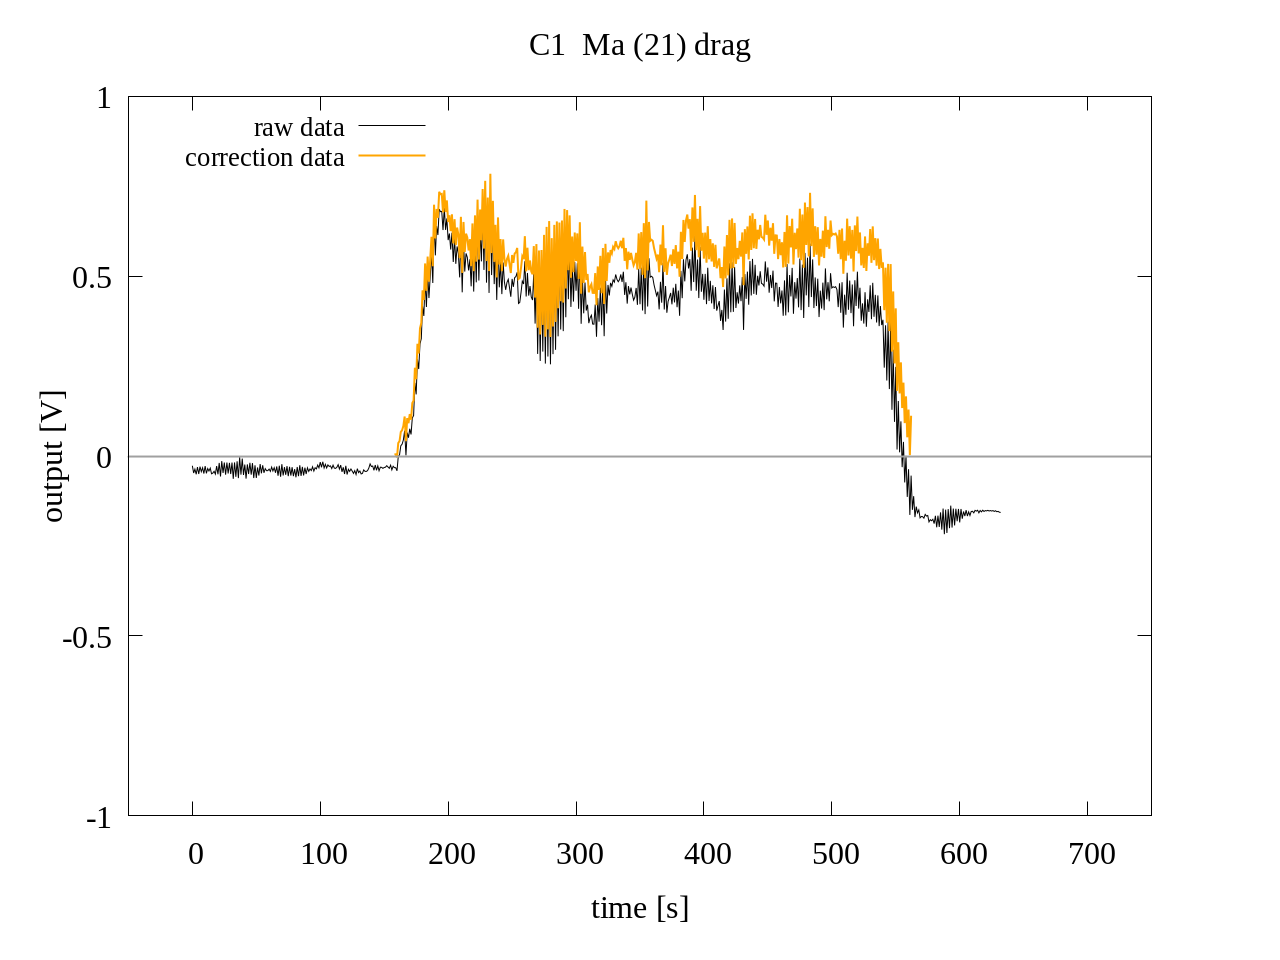 C1  Ma (21) drag
raw data
correction data
1
0.5
0
-0.5
-1
output [V]
0 100 200 300 400 500 600 700
time [s]